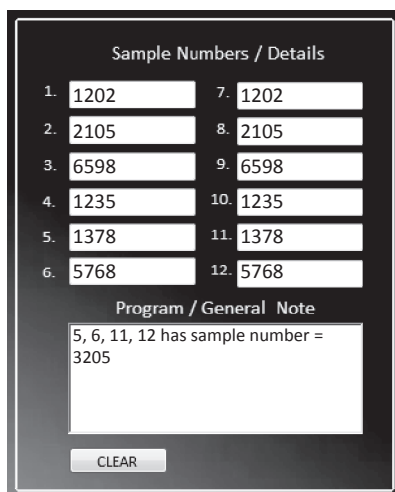 Sample Numbers / Details
1. 1202 7. 1202
2. 2105 8. 2105
3. 6598 9. 6598
4. 1235 10. 1235
5. 1378 11. 1378
6. 5768 12. 5768
Program / General Note
5, 6, 11, 12 has sample number =
3205
CLEAR